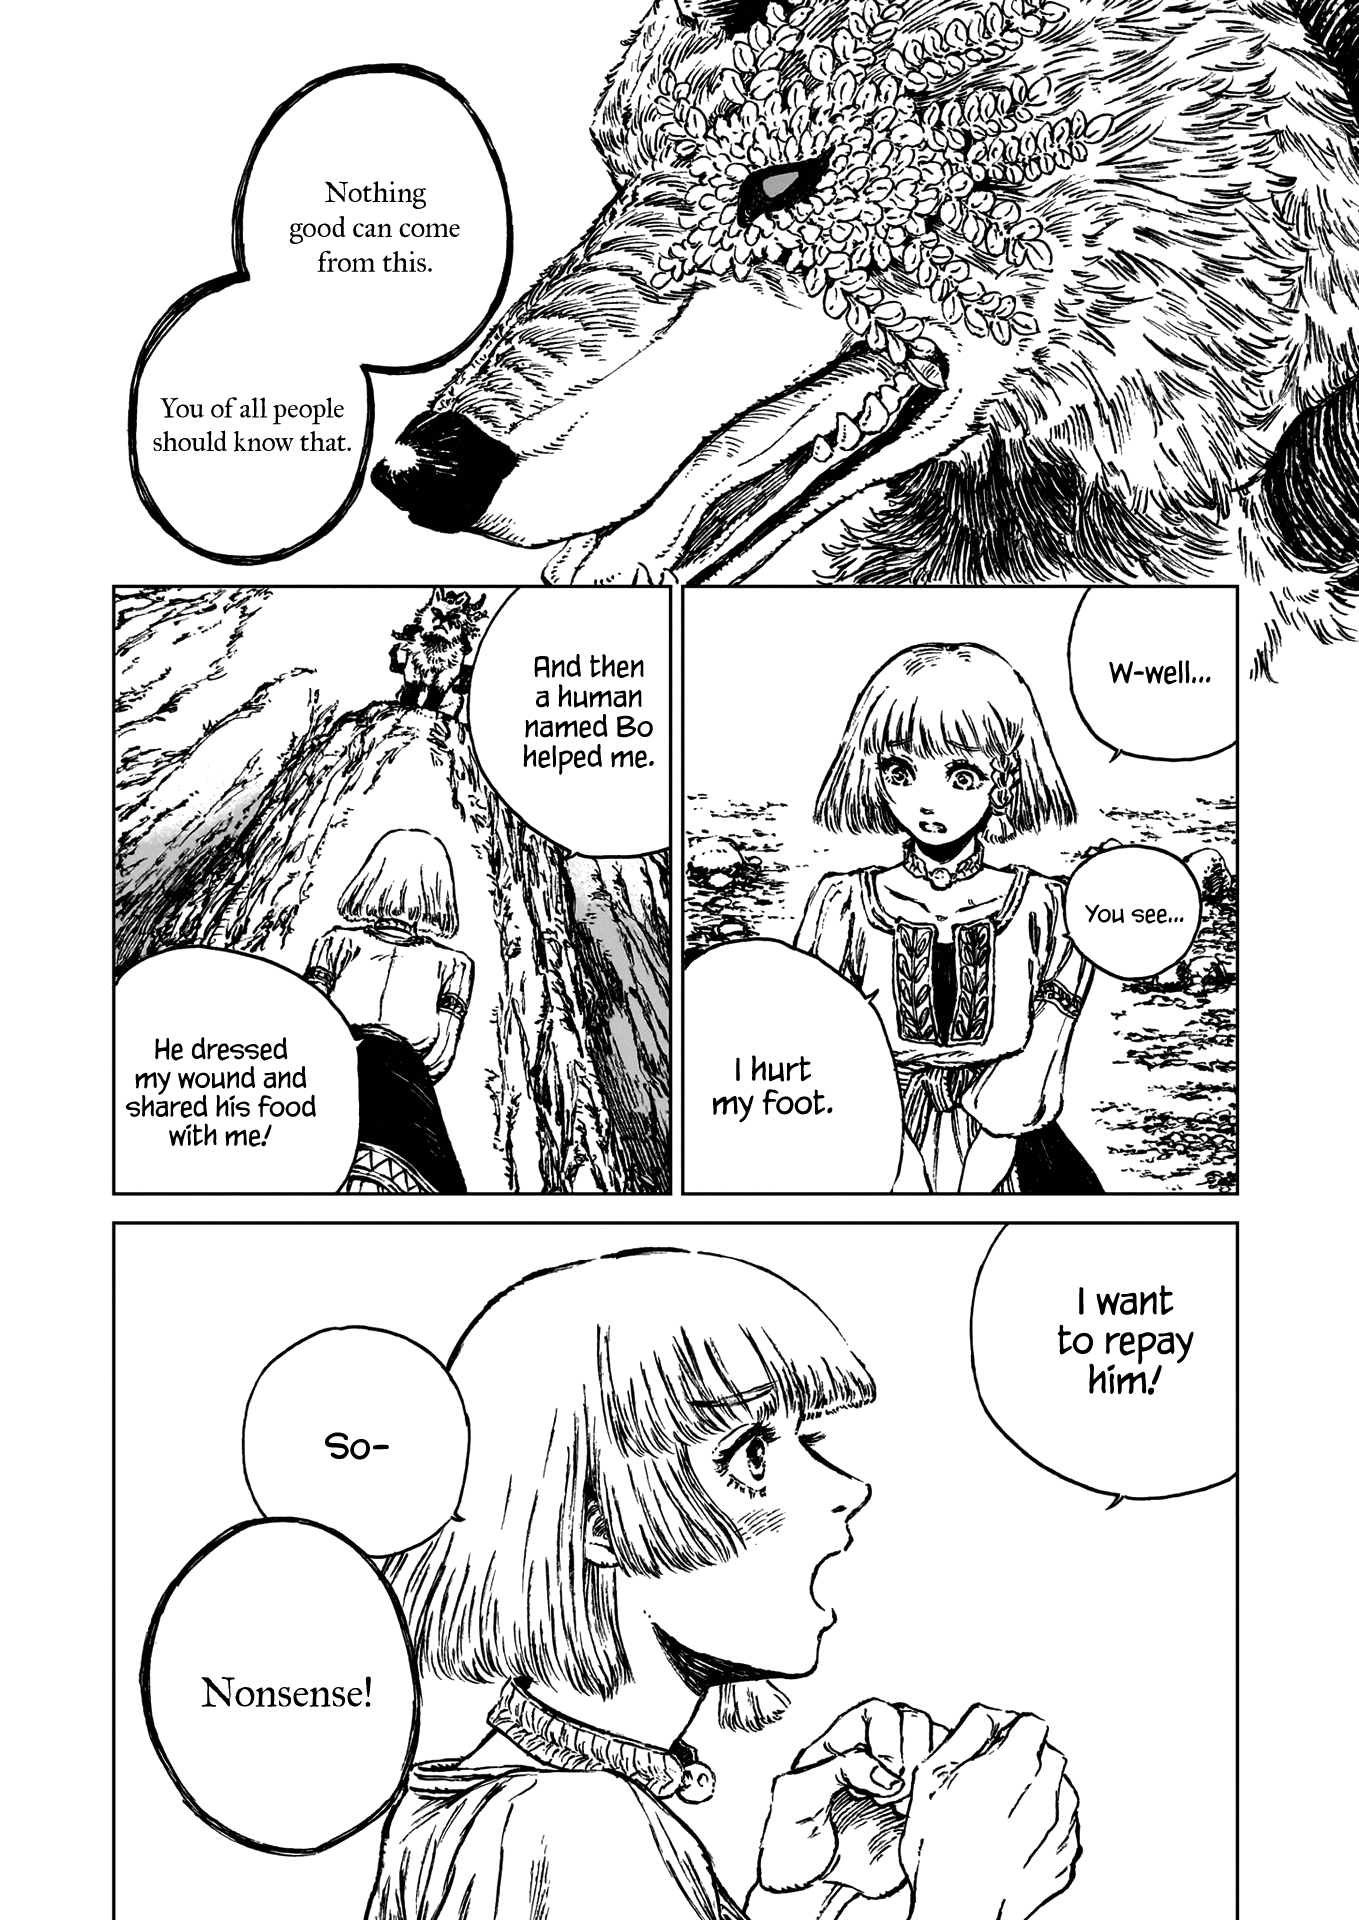 Nothing
good can come
from this.
You of all people
should know that.
W-well...
You see...
I hurt
my foot.
And then
a human
named Bo
helped me.
He dressed
my wound and
shared his food
with me!
I want
to repay
him!
So-
Nonsense!